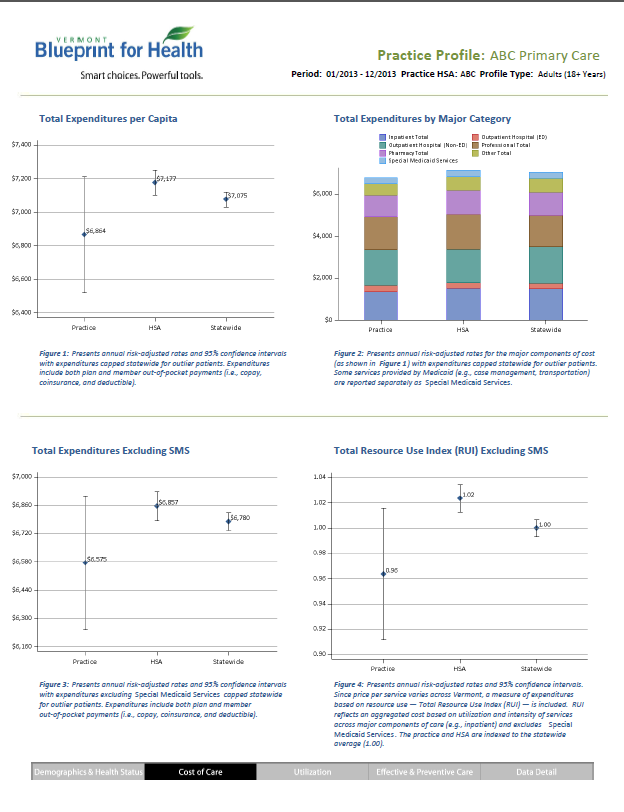 VERMONT
Blueprint for Health
Smart choices. Powerful tools.
Practice Profile: ABC Primary Care
Period: 01/2013 - 12/2013 Practice HSA: ABC Profile Type: Adults (18+ Years)
Total Expenditures per Capita
$7,400
$7,200
$7,000
$6,800
$6,600
$6,400
$6,864
$7,177
$7,075
Practice
HSA
Statewide
Figure 1: Presents annual risk-adjusted rates and 95% confidence intervals
with expenditures capped statewide for outlier patients. Expenditures
include both plan and member out-of-pocket payments (i.e., copay,
coinsurance, and deductible).
Total Expenditures by Major Category
Inpatient Total
Outpatient Hospital (ED)
Outpatient Hospital (Non-ED)
Professional Total
Pharmacy Total
Other Total
Special Medicaid Services
$6,000
$4,000
$2,000
$0
Practice
HSA
Statewide
Figure 2: Presents annual risk-adjusted rates for the major components of cost
(as shown in Figure 1) with expenditures capped statewide for outlier patients.
Some services provided by Medicaid (e.g., case management, transportation)
are reported separately as Special Medicaid Services.
Total Expenditures Excluding SMS
$7,000
$6,860
$6,720
$6,580
$6,440
$6,300
$6,160
$6,575
$6,857
$6,780
Practice
HSA
Statewide
Figure 3: Presents annual risk-adjusted rates and 95% confidence intervals
with expenditures excluding Special Medicaid Services capped statewide
for outlier patients. Expenditures include both plan and member
out-of-pocket payments (i.e., copay, coinsurance, and deductible).
Total Resource Use Index (RUI) Excluding SMS
1.04
1.02
1.00
0.98
0.96
0.94
0.92
0.90
0.96
1.02
1.00
Practice
HSA
Statewide
Figure 4: Presents annual risk-adjusted rates and 95% confidence intervals.
Since price per service varies across Vermont, a measure of expenditures
based on resource use — Total Resource Use Index (RUI) — is included. RUI
reflects an aggregated cost based on utilization and intensity of services
across major components of care (e.g., inpatient) and excludes Special
Medicaid Services. The practice and HSA are indexed to the statewide
average (1.00).
Demographics & Health Status
Cost of Care
Utilization
Effective & Preventive Care
Data Detail